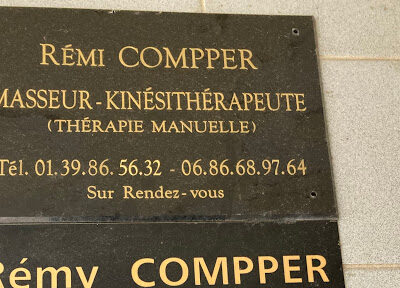 RÉMI COMPPER
MASSEUR-KINÉSITHÉRAPEUTE
(THÉRAPIE MANUELLE)
Tél. 01.39.86.56.32 - 06.86.68.97.64
Sur Rendez-vous
Rémy COMPPER